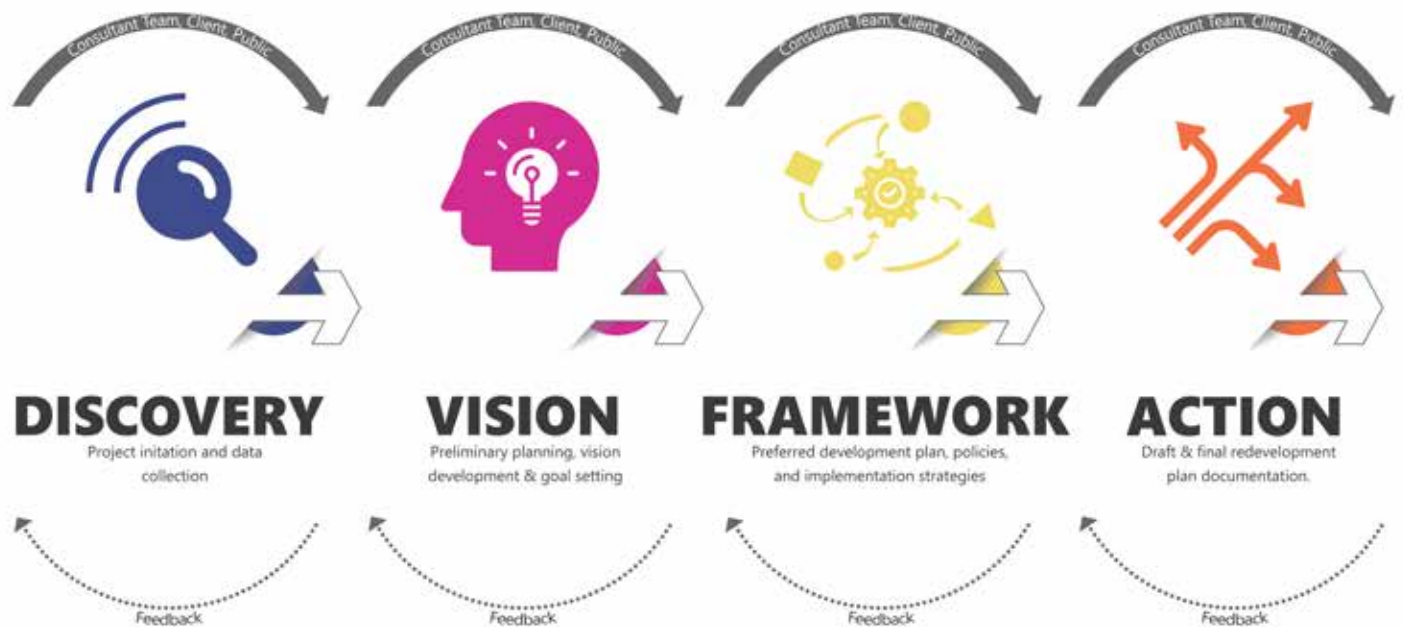 Consultant Team, Client, Public
Consultant Team, Client, Public
Consultant Team, Client, Public
Consultant Team, Client, Public
DISCOVERY
Project initation and data
collection
VISION
Preliminary planning, vision
development & goal setting
FRAMEWORK
Preferred development plan, policies,
and implementation strategies
ACTION
Draft & final redevelopment
plan documentation.
Feedback
Feedback
Feedback
Feedback